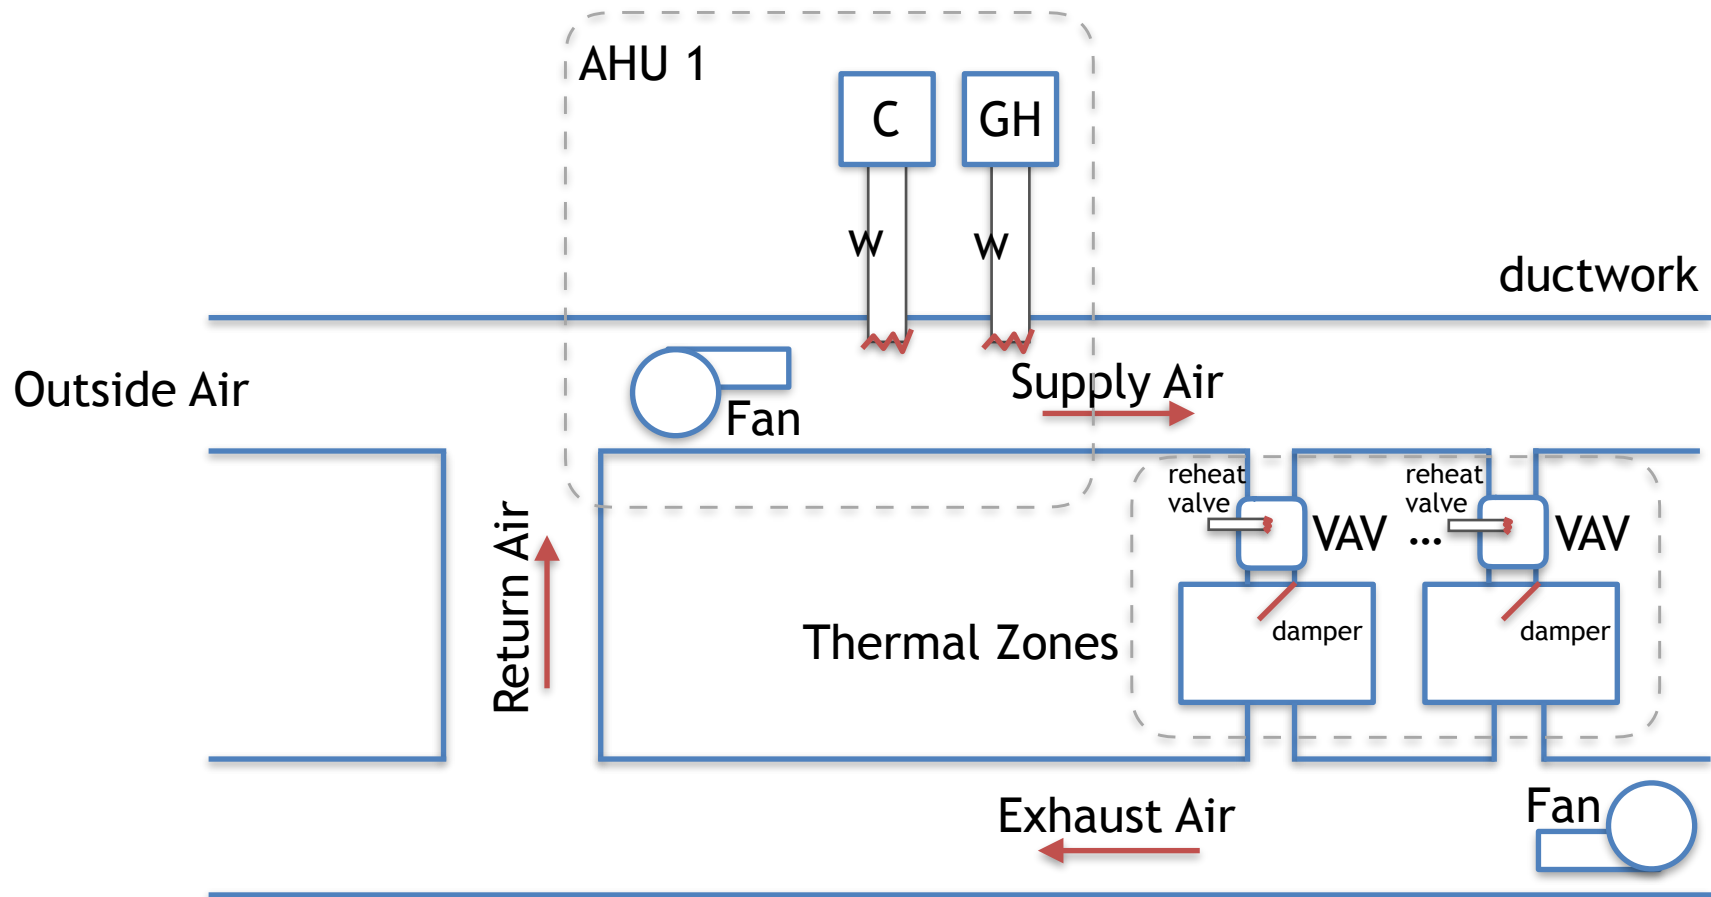 AHU 1
C
GH
W
W
ductwork
Outside Air
Fan
Supply Air
reheat
valve
VAV
...
reheat
valve
VAV
Return Air
Thermal Zones
damper
damper
Exhaust Air
Fan